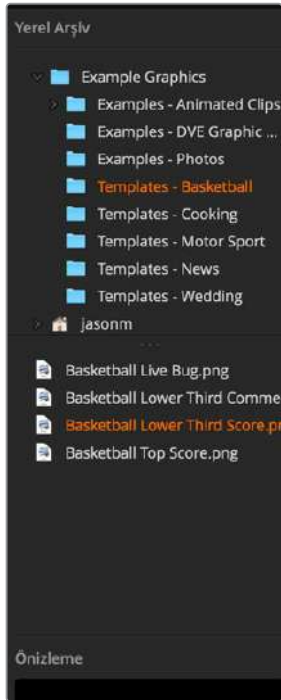 Yerel Arşiv
Example Graphics
Examples - Animated Clips
Examples - DVE Graphic ...
Examples - Photos
Templates - Basketball
Templates - Cooking
Templates - Motor Sport
Templates - News
Templates - Wedding
jasonm
Basketball Live Bug.png
Basketball Lower Third Comme
Basketball Lower Third Score.pn
Basketball Top Score.png
Önizleme